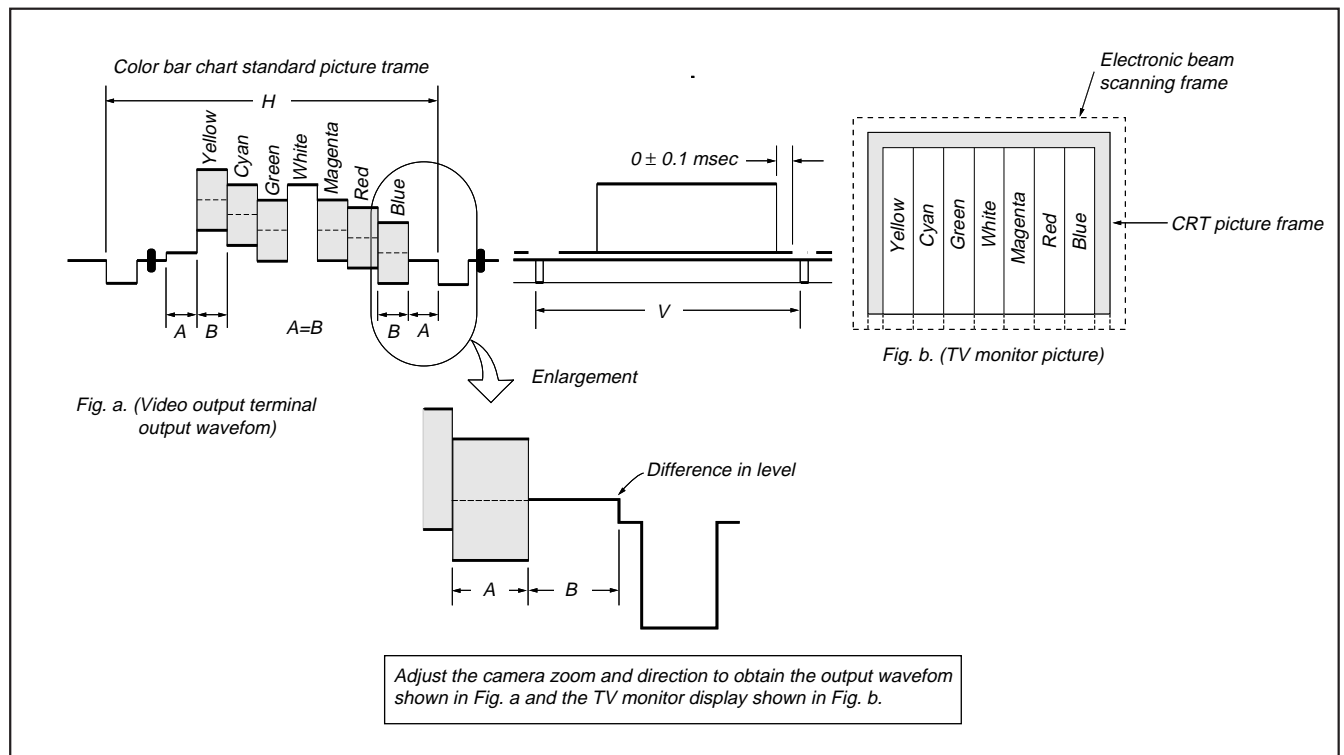 Color bar chart standard picture trame
H
Yellow
Cyan
Green
White
Magenta
Red
Blue
A
B
A=B
B
A
Fig. a. (Video output terminal
output wavefom)
0 ± 0.1 msec
V
Electronic beam
scanning frame
CRT picture frame
Yellow
Cyan
Green
White
Magenta
Red
Blue
Fig. b. (TV monitor picture)
Enlargement
Difference in level
A
B
Adjust the camera zoom and direction to obtain the output wavefom
shown in Fig. a and the TV monitor display shown in Fig. b.